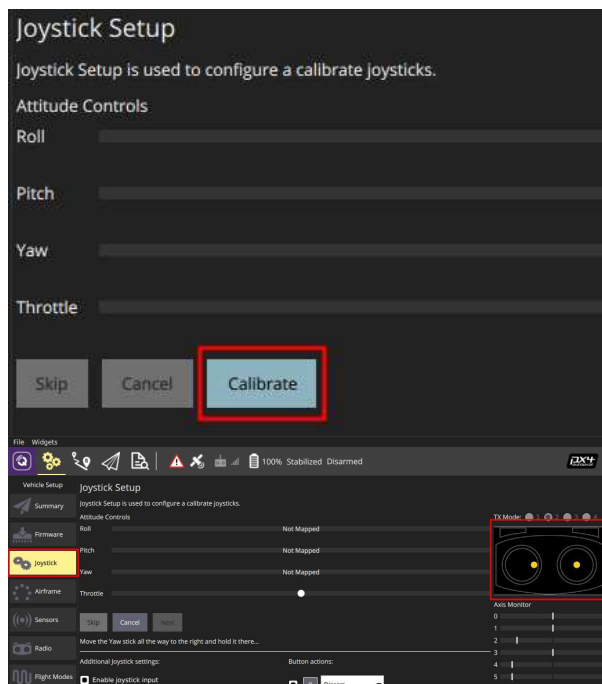 Joystick Setup
Joystick Setup is used to configure a calibrate joysticks.
Attitude Controls
Roll
Pitch
Yaw
Throttle
Skip Cancel Calibrate
File Widgets
100% Stabilized Disarmed
px4
Vehicle Setup
Joystick Setup
Summary
Joystick Setup is used to configure a calibrate joysticks.
Attitude Controls
TX Mode: 1 2 3 4
Roll Not Mapped
Firmware
Pitch Not Mapped
Joystick
Yaw Not Mapped
Airframe
Throttle
Axis Monitor
0
Sensors
Skip Cancel Next
1
2
Radio
Move the Yaw stick all the way to the right and hold it there...
3
Additional Joystick settings: Button actions:
4
Flight Modes
Enable joystick input
5